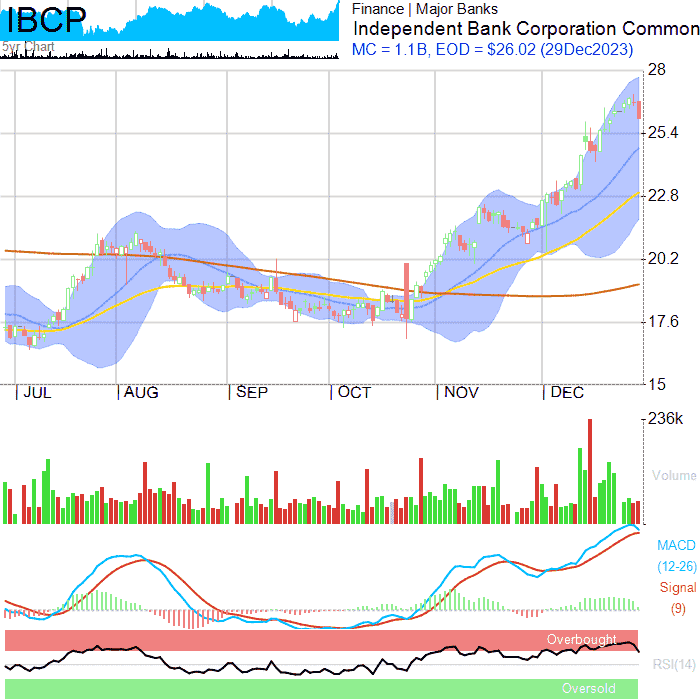 IBCP
5yr Chart
Finance | Major Banks
Independent Bank Corporation Common
MC = 1.1B, EOD = $26.02 (29Dec2023)
28
25.4
22.8
20.2
17.6
15
JUL AUG SEP OCT NOV DEC
236k
Volume
MACD
(12-26)
Signal
(9)
Overbought
RSI(14)
Oversold